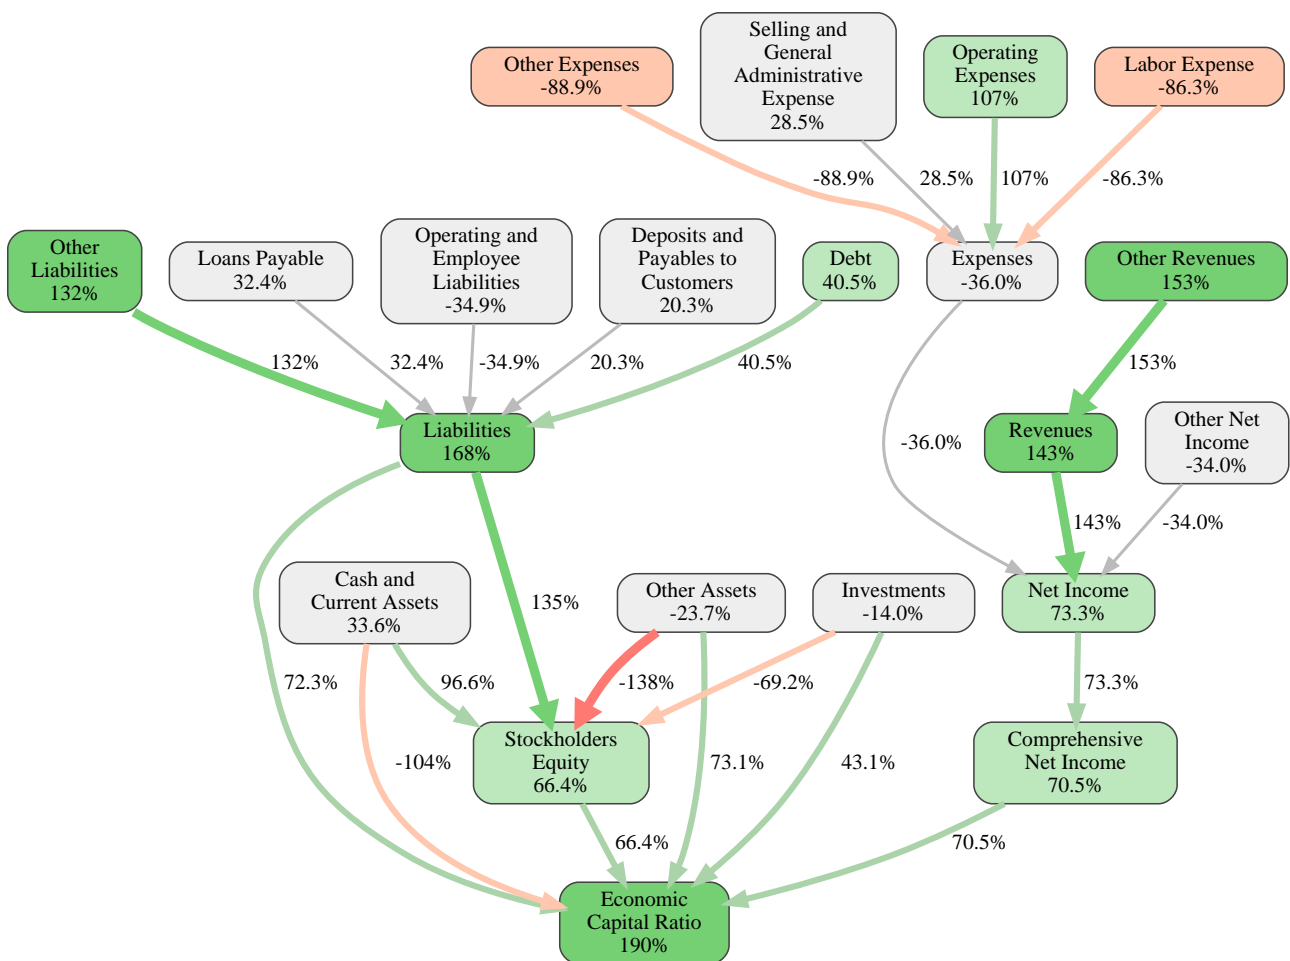 Selling and
General
Administrative
Expense
28.5%
Other Expenses
-88.9%
Operating
Expenses
107%
Labor Expense
-86.3%
-88.9%
28.5%
107%
-86.3%
Other
Liabilities
132%
Loans Payable
32.4%
Operating and
Employee
Liabilities
-34.9%
Deposits and
Payables to
Customers
20.3%
Debt
40.5%
Expenses
-36.0%
Other Revenues
153%
132%
32.4%
-34.9%
20.3%
40.5%
153%
Liabilities
168%
-36.0%
Revenues
143%
Other Net
Income
-34.0%
143%
-34.0%
Cash and
Current Assets
33.6%
135%
Other Assets
-23.7%
Investments
-14.0%
Net Income
73.3%
72.3%
96.6%
-138%
-69.2%
73.3%
-104%
Stockholders
Equity
66.4%
73.1%
43.1%
Comprehensive
Net Income
70.5%
66.4%
70.5%
Economic
Capital Ratio
190%